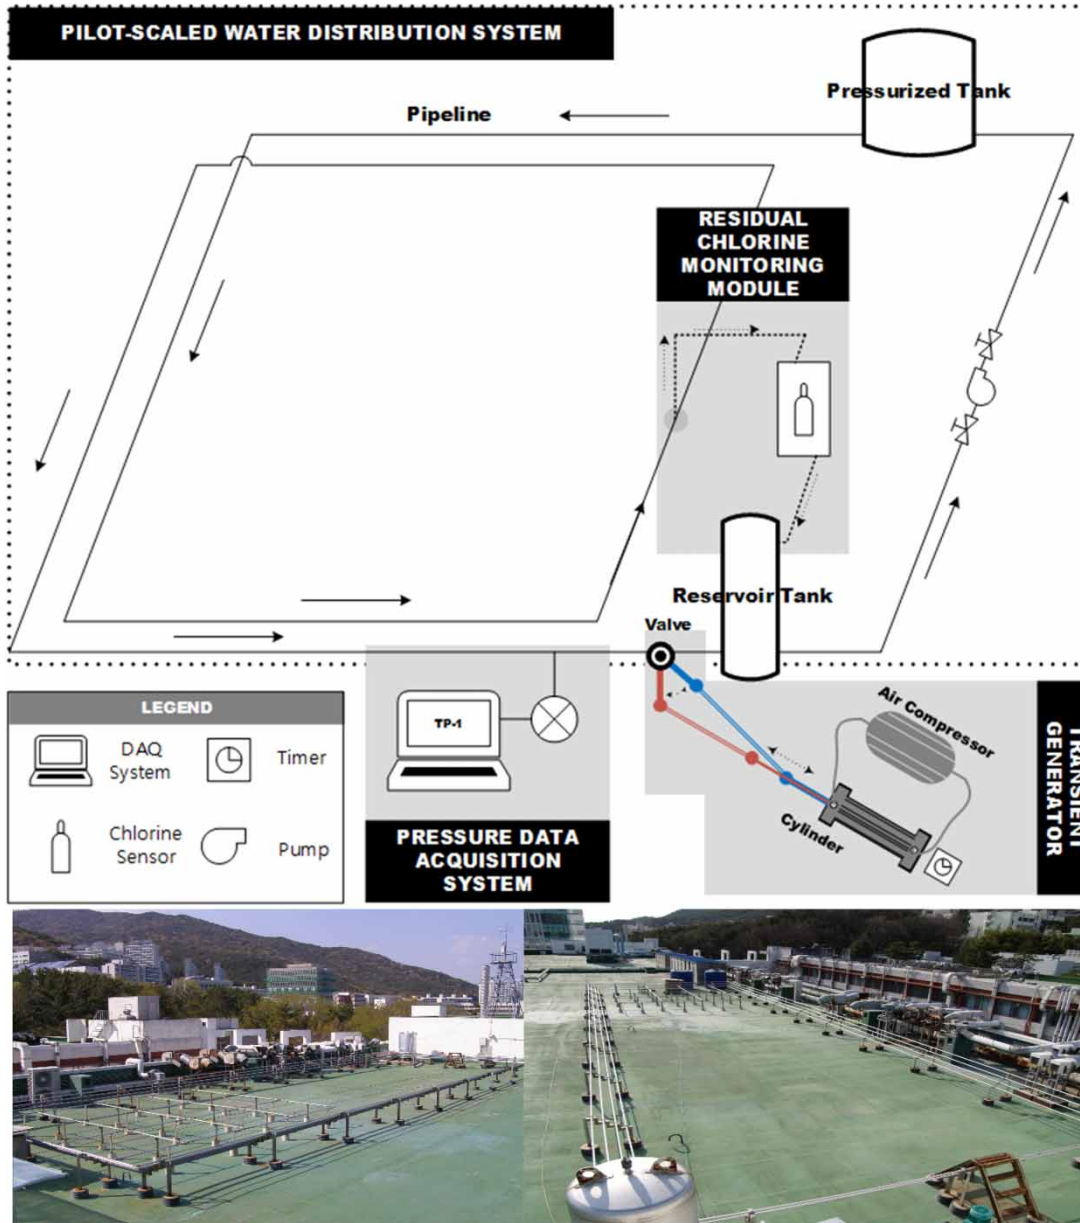 PILOT-SCALED WATER DISTRIBUTION SYSTEM
Pressurized Tank
Pipeline
RESIDUAL
CHLORINE
MONITORING
MODULE
Reservoir Tank
Valve
TP-1
PRESSURE DATA
ACQUISITION
SYSTEM
Air Compressor
Cylinder
TRANSIENT
GENERATOR
LEGEND
DAQ
System
Timer
Chlorine
Sensor
Pump